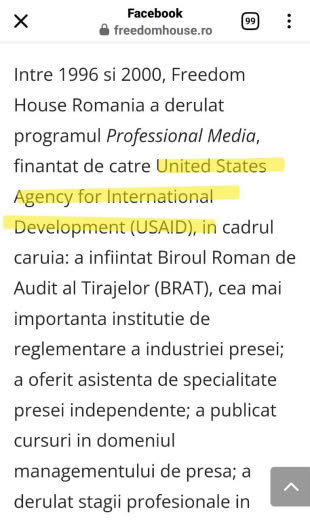 Facebook
freedomhouse.ro
99
Intre 1996 si 2000, Freedom
House Romania a derulat
programul Professional Media,
finantat de catre United States
Agency for International
Development (USAID), in cadrul
caruia: a infiintat Biroul Roman de
Audit al Tirajelor (BRAT), cea mai
importanta institutie de
reglementare a industriei presei;
a oferit asistenta de specialitate
presei independente; a publicat
cursuri in domeniul
managementului de presa; a
derulat stagii profesionale in